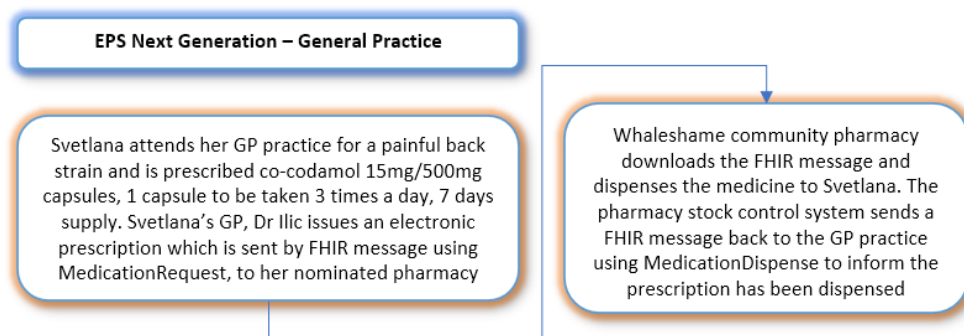 EPS Next Generation – General Practice
Svetlana attends her GP practice for a painful back
strain and is prescribed co-codamol 15mg/500mg
capsules, 1 capsule to be taken 3 times a day, 7 days
supply. Svetlana’s GP, Dr Ilic issues an electronic
prescription which is sent by FHIR message using
MedicationRequest, to her nominated pharmacy
Whaleshame community pharmacy
downloads the FHIR message and
dispenses the medicine to Svetlana. The
pharmacy stock control system sends a
FHIR message back to the GP practice
using MedicationDispense to inform the
prescription has been dispensed